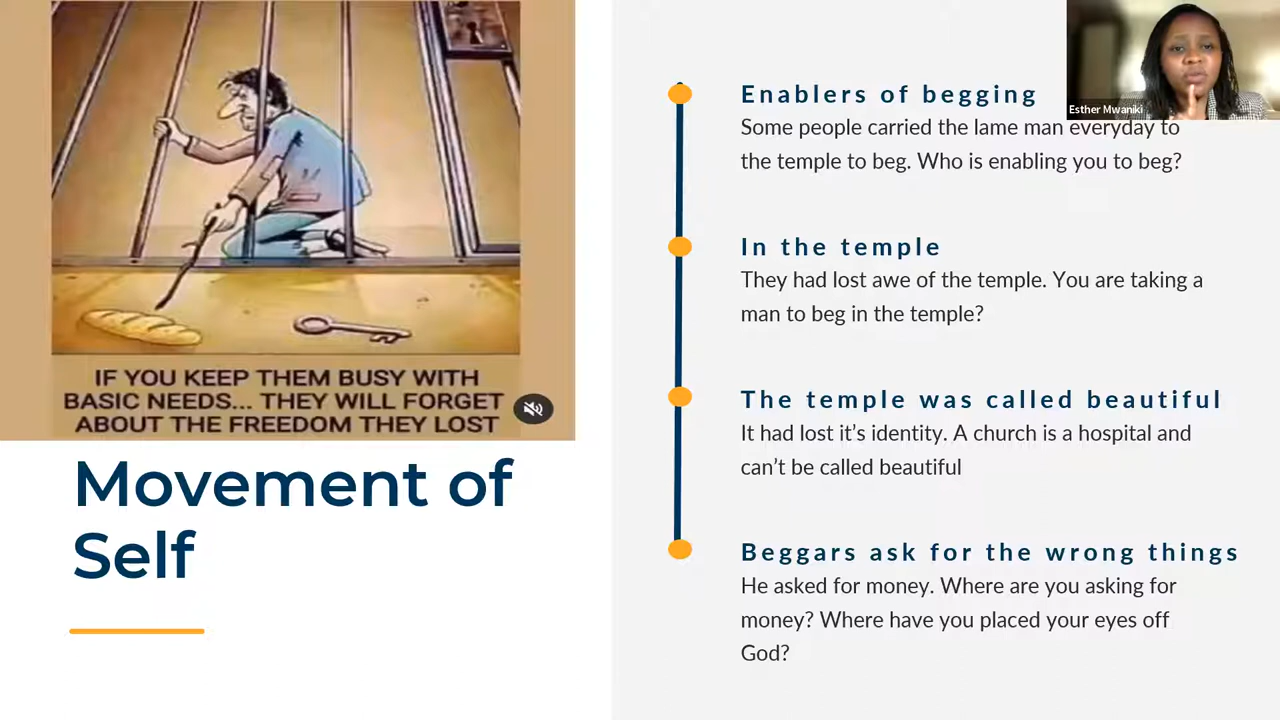 IF YOU KEEP THEM BUSY WITH
BASIC NEEDS... THEY WILL FORGET
ABOUT THE FREEDOM THEY LOST
Movement of
Self
Esther Mwaniki
Enablers of begging
Some people carried the lame man everyday to
the temple to beg. Who is enabling you to beg?
In the temple
They had lost awe of the temple. You are taking a
man to beg in the temple?
The temple was called beautiful
It had lost it’s identity. A church is a hospital and
can’t be called beautiful
Beggars ask for the wrong things
He asked for money. Where are you asking for
money? Where have you placed your eyes off
God?